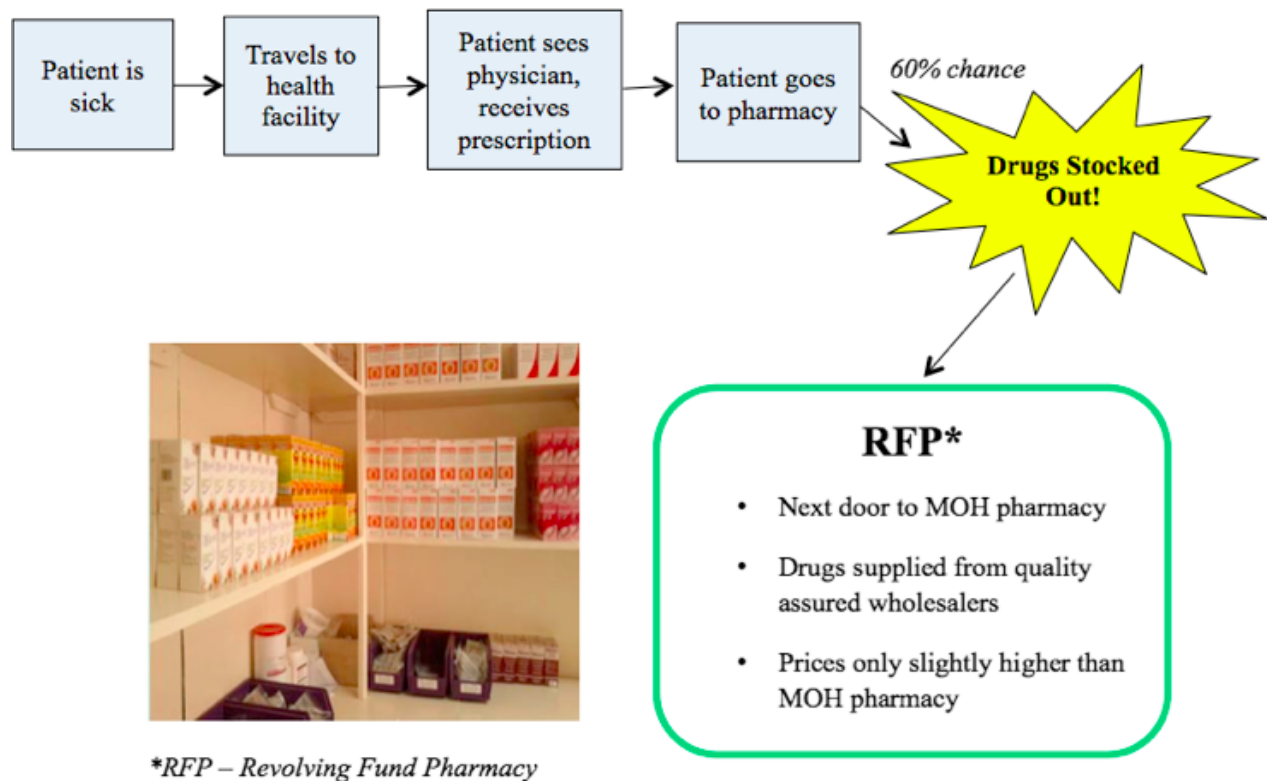 Patient is
sick
Travels to
health
facility
Patient sees
physician,
receives
prescription
Patient goes
to pharmacy
60% chance
Drugs Stocked
Out!
RFP*
• Next door to MOH pharmacy
• Drugs supplied from quality
assured wholesalers
• Prices only slightly higher than
MOH pharmacy
*RFP – Revolving Fund Pharmacy